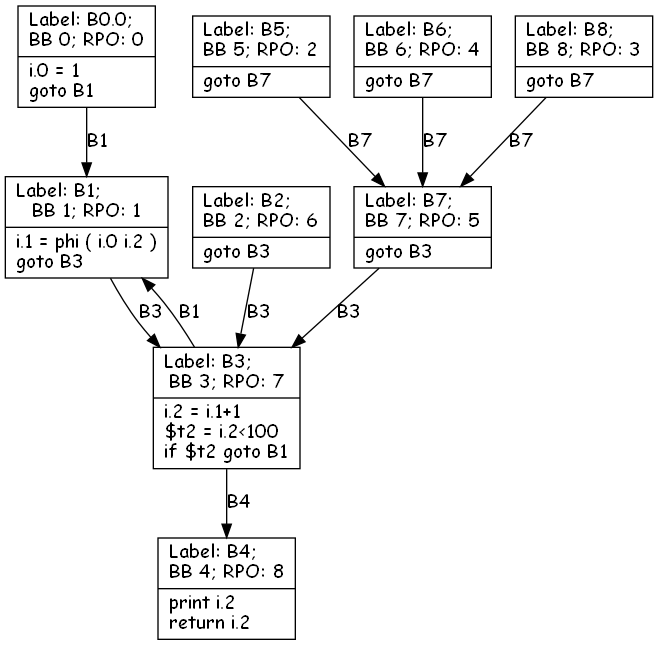 Label: B0.0;
BB 0; RPO: 0
i.0 = 1
goto B1
Label: B5;
BB 5; RPO: 2
goto B7
Label: B6;
BB 6; RPO: 4
goto B7
Label: B8;
BB 8; RPO: 3
goto B7
B1
B7
B7
B7
Label: B1;
BB 1; RPO: 1
i.1 = phi ( i.0 i.2 )
goto B3
Label: B2;
BB 2; RPO: 6
goto B3
Label: B7;
BB 7; RPO: 5
goto B3
B3
B1
B3
B3
Label: B3;
BB 3; RPO: 7
i.2 = i.1+1
$t2 = i.2<100
if $t2 goto B1
B4
Label: B4;
BB 4; RPO: 8
print i.2
return i.2